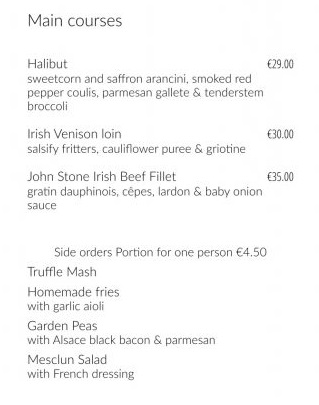 Main courses
Halibut €29.00
sweetcorn and saffron arancini, smoked red
pepper coulis, parmesan gallete & tenderstem
broccoli
Irish Venison loin €30.00
salsify fritters, cauliflower puree & griotine
John Stone Irish Beef Fillet €35.00
gratin dauphinois, cêpes, lardon & baby onion
sauce
Side orders Portion for one person €4.50
Truffle Mash
Homemade fries
with garlic aioli
Garden Peas
with Alsace black bacon & parmesan
Mesclun Salad
with French dressing